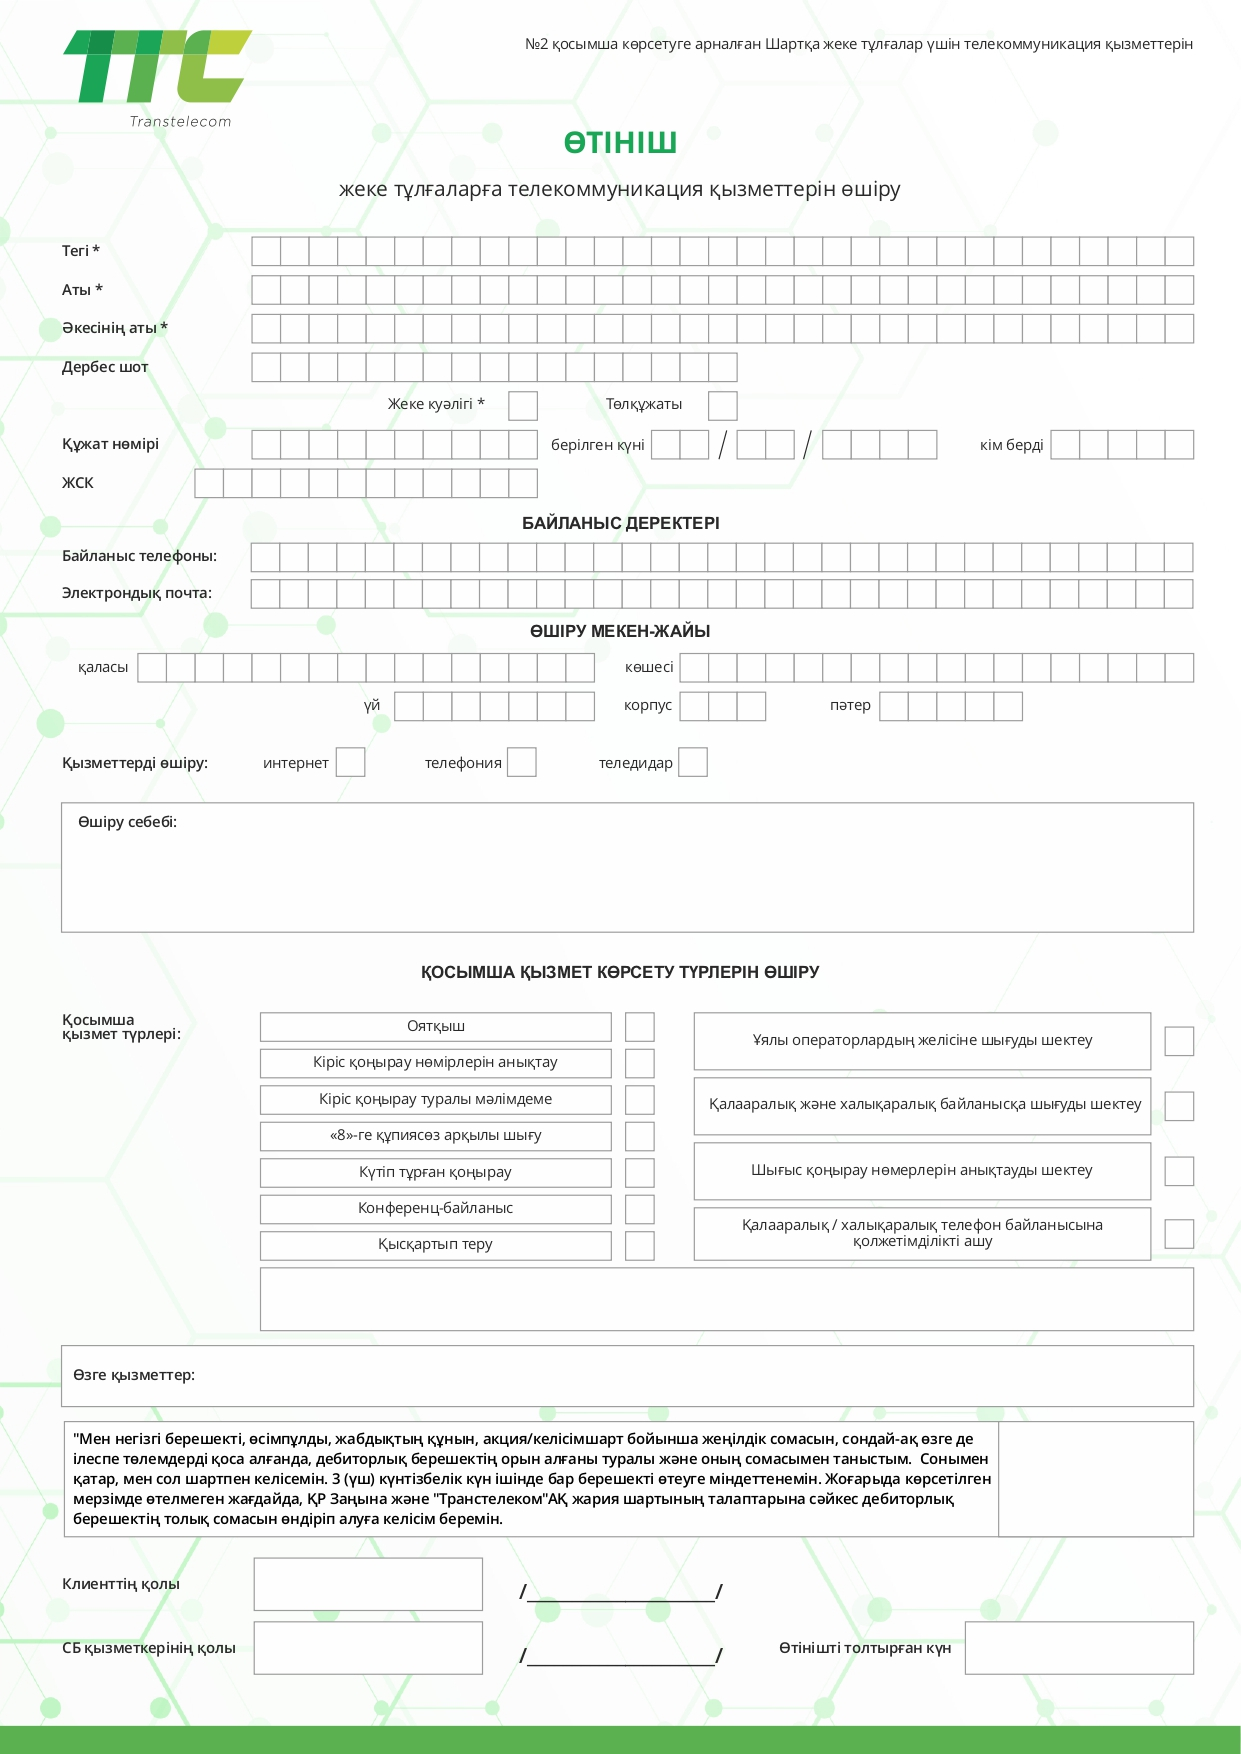 TTC
Transtelecom
№2 қосымша көрсетуге арналған Шартқа жеке тұлғалар үшін телекоммуникация қызметтерін
ӨТІНІШ
жеке тұлғаларға телекоммуникация қызметтерін өшіру
Тегі *
Аты *
Әкесінің аты *
Дербес шот
Жеке куәлігі * Төлқұжаты
Құжат нөмірі берілген күні / / кім берді
ЖСК
БАЙЛАНЫС ДЕРЕКТЕРІ
Байланыс телефоны:
Электрондық почта:
ӨШІРУ МЕКЕН-ЖАЙЫ
қаласы көшесі
үй корпус пәтер
Қызметтерді өшіру: интернет телефония теледидар
Өшіру себебі:
ҚОСЫМША ҚЫЗМЕТ КӨРСЕТУ ТҮРЛЕРІН ӨШІРУ
Қосымша
қызмет түрлері:
Оятқыш
Кіріс қоңырау нөмірлерін анықтау
Кіріс қоңырау туралы мәлімдеме
«8»-ге құпиясөз арқылы шығу
Күтіп тұрған қоңырау
Конференц-байланыс
Қысқартып теру
Ұялы операторлардың желісіне шығуды шектеу
Қалааралық және халықаралық байланысқа шығуды шектеу
Шығыс қоңырау нөмерлерін анықтауды шектеу
Қалааралық / халықаралық телефон байланысына
қолжетімділікті ашу
Өзге қызметтер:
"Мен негізгі берешекті, өсімпұлды, жабдықтың құнын, акция/келісімшарт бойынша жеңілдік сомасын, сондай-ақ өзге де
ілеспе төлемдерді қоса алғанда, дебиторлық берешектің орын алғаны туралы және оның сомасымен таныстым. Сонымен
қатар, мен сол шартпен келісемін. 3 (үш) күнтізбелік күн ішінде бар берешекті өтеуге міндеттенемін. Жоғарыда көрсетілген
мерзімде өтелмеген жағдайда, ҚР Заңына және "Транстелеком"АҚ жария шартының талаптарына сәйкес дебиторлық
берешектің толық сомасын өндіріп алуға келісім беремін.
Клиенттің қолы /____________________/
СБ қызметкерінің қолы /____________________/ Өтінішті толтырған күн